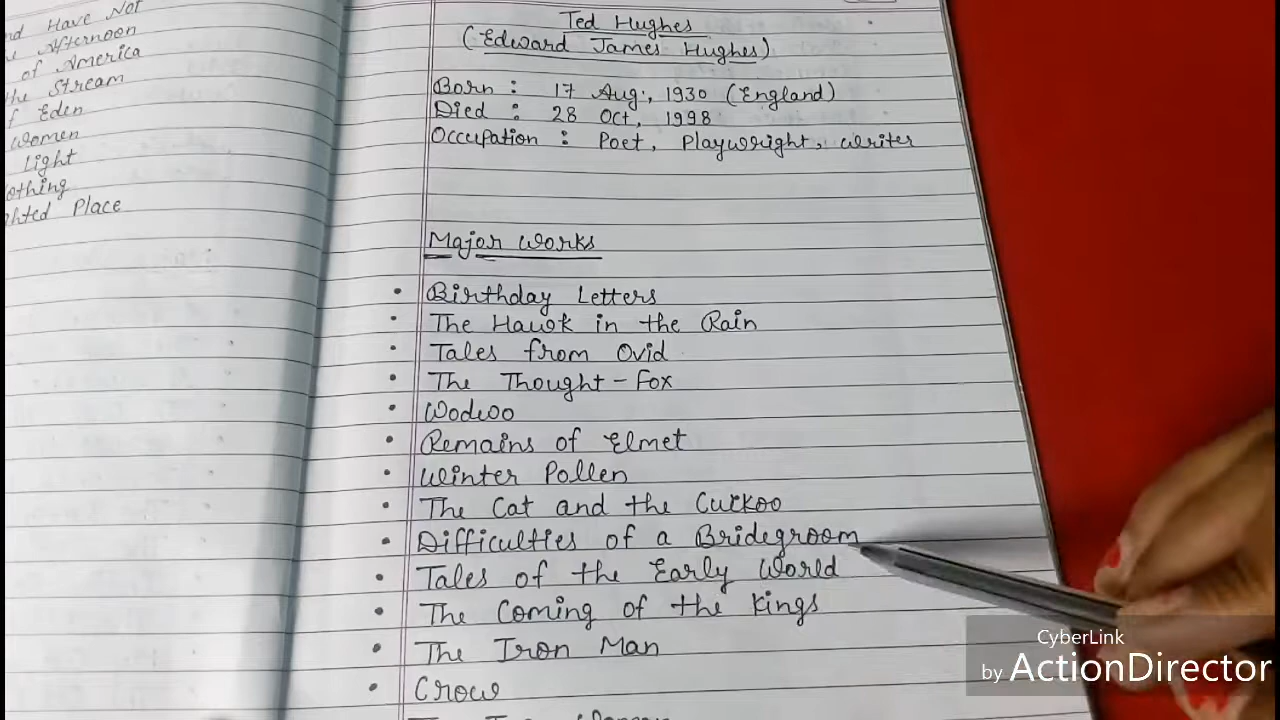 nd Have Not
Afternoon
of America
the Stream
f Eden
Women
Light
othing
ghted Place
Ted Hughes
(Edward James Hughes)
Born : 17 Aug., 1930 (England)
Died : 28 Oct, 1998
Occupation : Poet, Playwright, Writer
Major Works
• Birthday Letters
• The Hawk in the Rain
• Tales from Ovid
• The Thought-Fox
• Wodwo
• Remains of Elmet
• Winter Pollen
• The Cat and the Cuckoo
• Difficulties of a Bridegroom
• Tales of the Early World
• The Coming of the Kings
• The Iron Man
• Crow
CyberLink
by ActionDirector